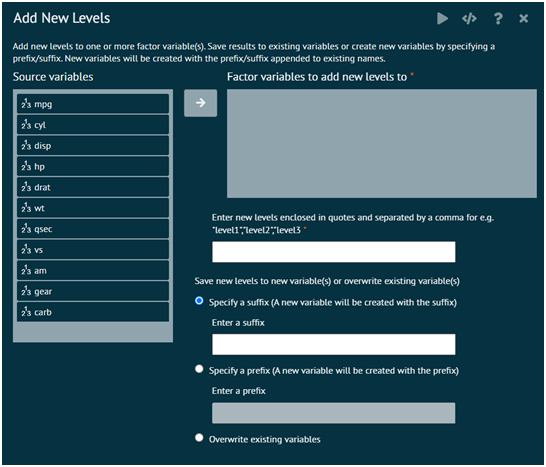 Add New Levels
Add new levels to one or more factor variable(s). Save results to existing variables or create new variables by specifying a
prefix/suffix. New variables will be created with the prefix/suffix appended to existing names.
Source variables
Factor variables to add new levels to *
mpg
cyl
disp
hp
drat
wt
qsec
vs
am
gear
carb
Enter new levels enclosed in quotes and separated by a comma for e.g.
"level1","level2","level3 *
Save new levels to new variable(s) or overwrite existing variable(s)
Specify a suffix (A new variable will be created with the suffix)
Enter a suffix
Specify a prefix (A new variable will be created with the prefix)
Enter a prefix
Overwrite existing variables